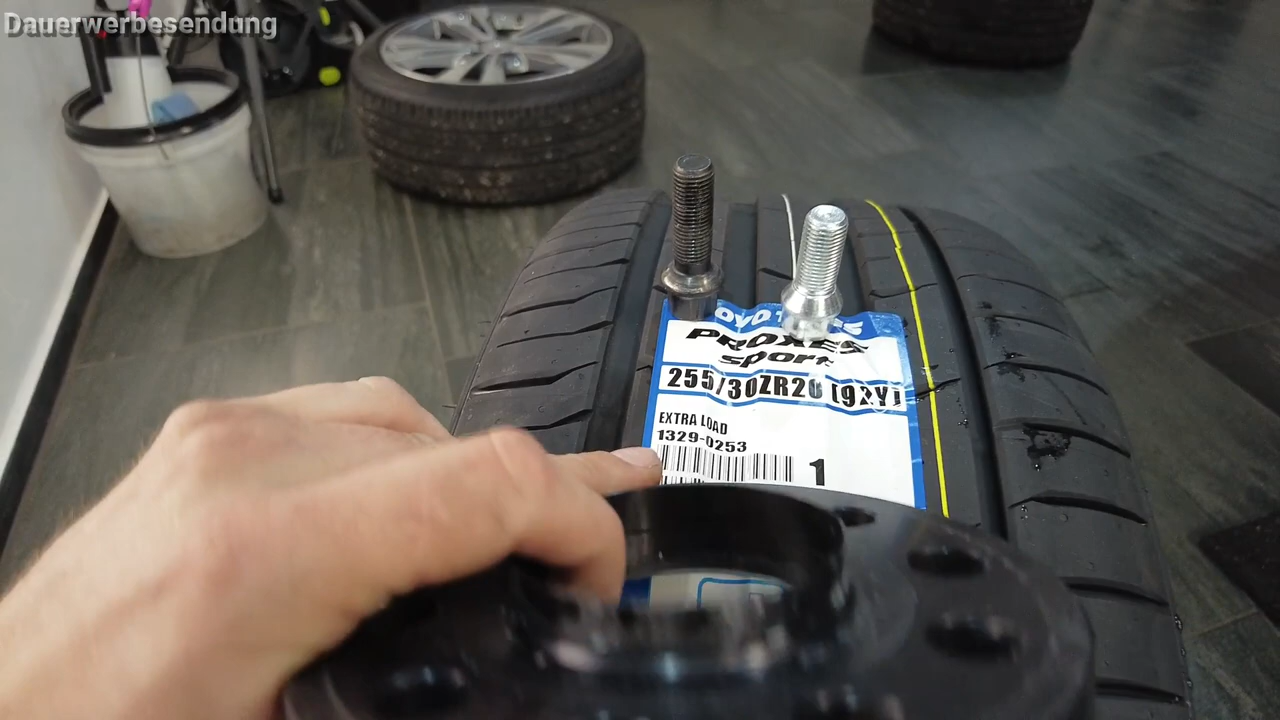 Dauerwerbesendung
PROXES
sport
255/30ZR20 (92Y)
EXTRA LOAD
1329-0253
1